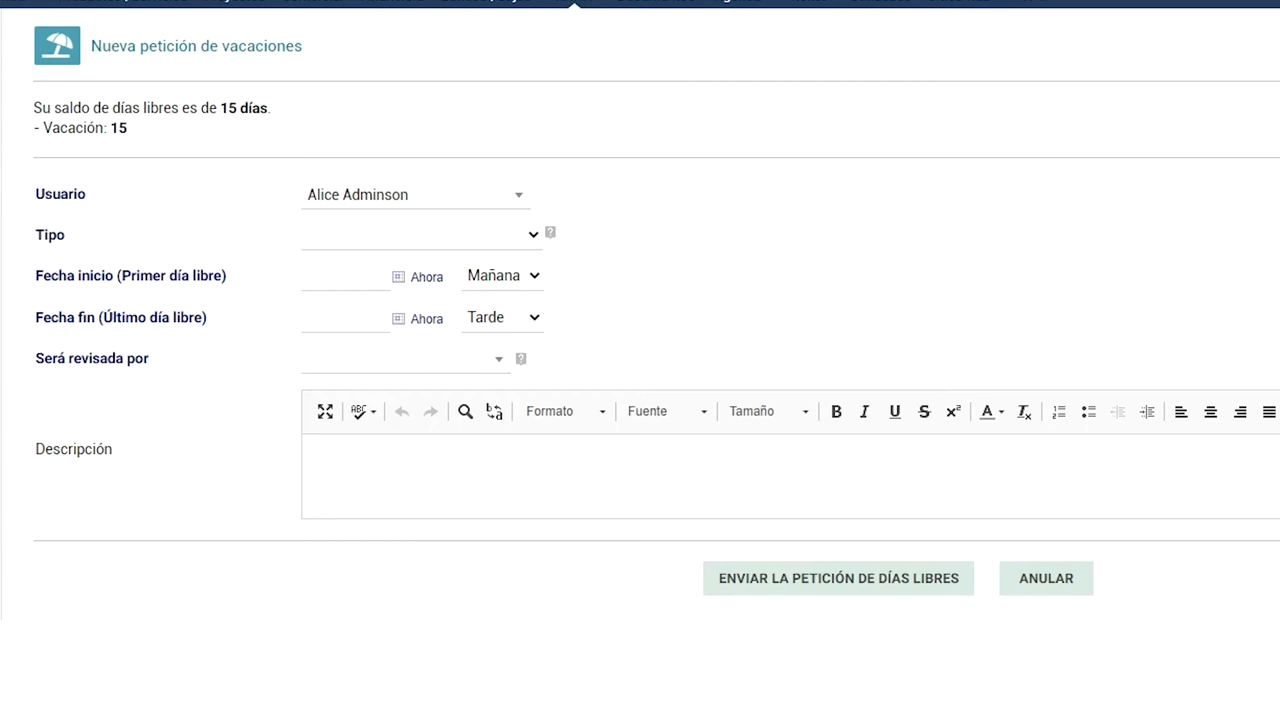 Nueva petición de vacaciones
Su saldo de días libres es de 15 días.
- Vacación: 15
Usuario Alice Adminson
Tipo
Fecha inicio (Primer día libre) Ahora Mañana
Fecha fin (Último día libre) Ahora Tarde
Será revisada por
Formato Fuente Tamaño
Descripción
ENVIAR LA PETICIÓN DE DÍAS LIBRES ANULAR